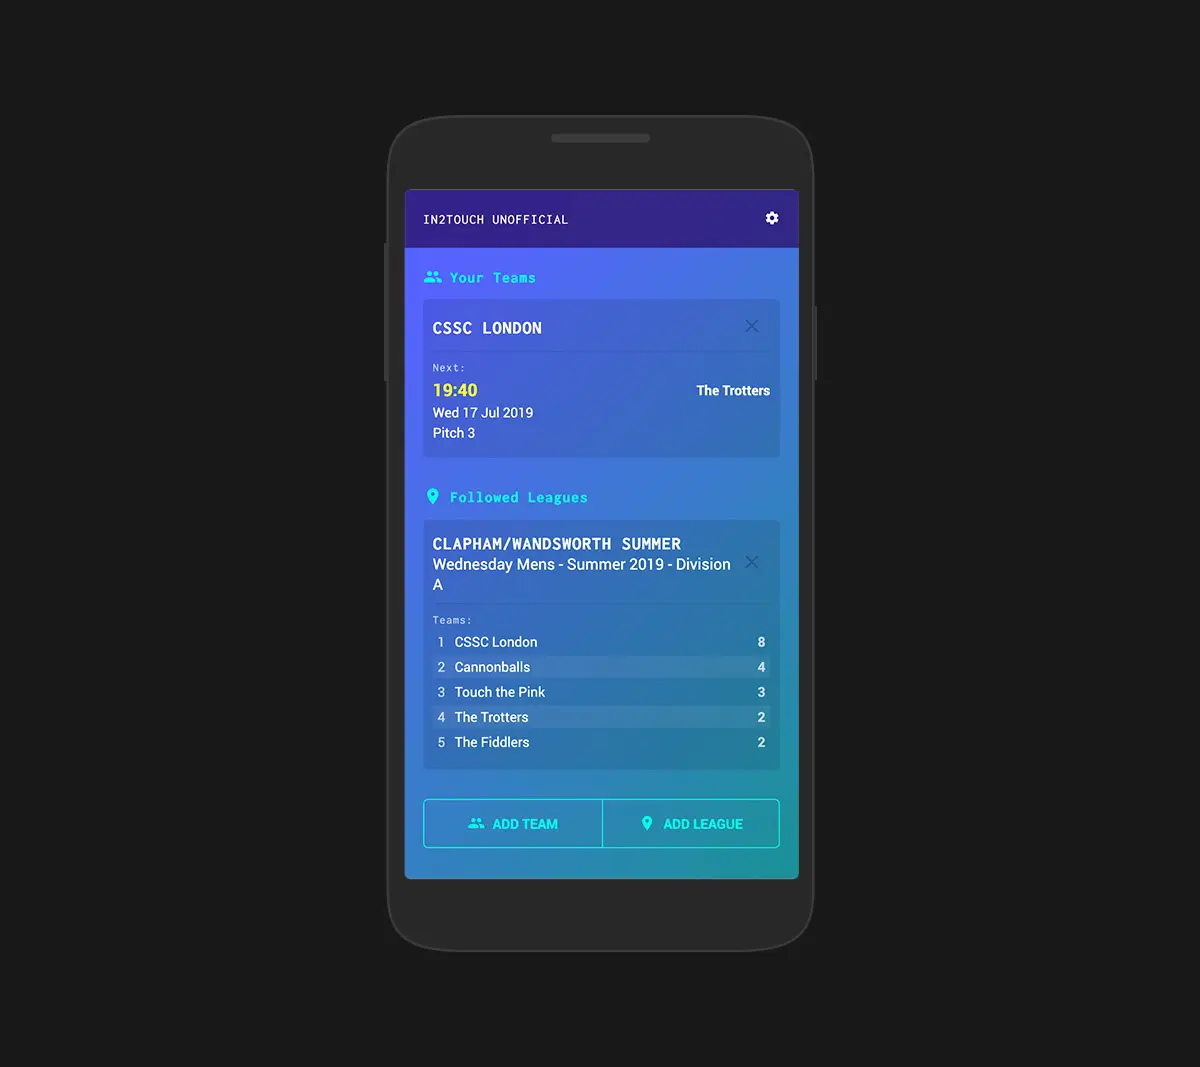 IN2TOUCH UNOFFICIAL
Your Teams
CSSC LONDON
Next:
19:40 The Trotters
Wed 17 Jul 2019
Pitch 3
Followed Leagues
CLAPHAM/WANDSWORTH SUMMER
Wednesday Mens - Summer 2019 - Division
A
Teams:
1 CSSC London 8
2 Cannonballs 4
3 Touch the Pink 3
4 The Trotters 2
5 The Fiddlers 2
ADD TEAM ADD LEAGUE